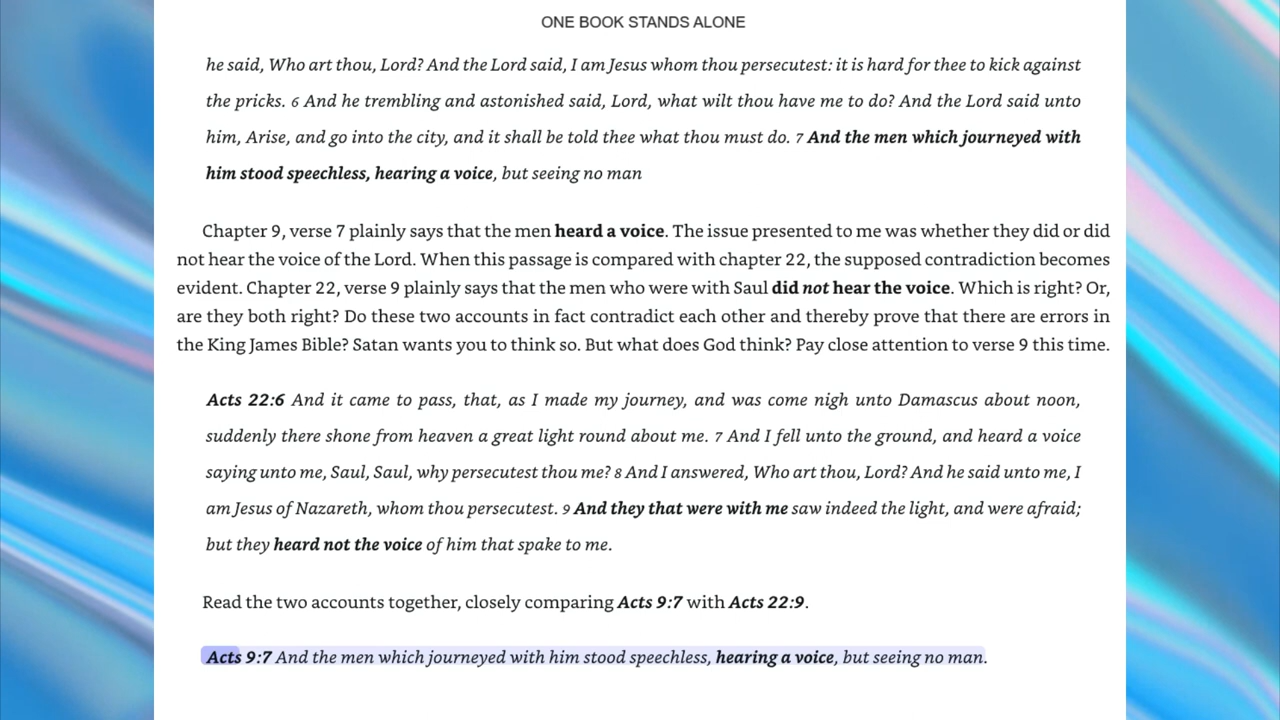 ONE BOOK STANDS ALONE
he said, Who art thou, Lord? And the Lord said, I am Jesus whom thou persecutest: it is hard for thee to kick against
the pricks. 6 And he trembling and astonished said, Lord, what wilt thou have me to do? And the Lord said unto
him, Arise, and go into the city, and it shall be told thee what thou must do. 7 And the men which journeyed with
him stood speechless, hearing a voice, but seeing no man
Chapter 9, verse 7 plainly says that the men heard a voice. The issue presented to me was whether they did or did
not hear the voice of the Lord. When this passage is compared with chapter 22, the supposed contradiction becomes
evident. Chapter 22, verse 9 plainly says that the men who were with Saul did not hear the voice. Which is right? Or,
are they both right? Do these two accounts in fact contradict each other and thereby prove that there are errors in
the King James Bible? Satan wants you to think so. But what does God think? Pay close attention to verse 9 this time.
Acts 22:6 And it came to pass, that, as I made my journey, and was come nigh unto Damascus about noon,
suddenly there shone from heaven a great light round about me. 7 And I fell unto the ground, and heard a voice
saying unto me, Saul, Saul, why persecutest thou me? 8 And I answered, Who art thou, Lord? And he said unto me, I
am Jesus of Nazareth, whom thou persecutest. 9 And they that were with me saw indeed the light, and were afraid;
but they heard not the voice of him that spake to me.
Read the two accounts together, closely comparing Acts 9:7 with Acts 22:9.
Acts 9:7 And the men which journeyed with him stood speechless, hearing a voice, but seeing no man.